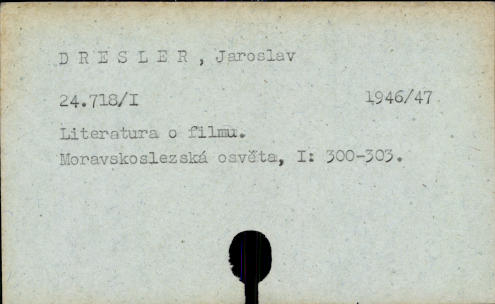 D R E S L E R , Jaroslav
24.718/I 1946/47
Literatura o filmu.
Moravskoslezská osvěta, I: 300-303.